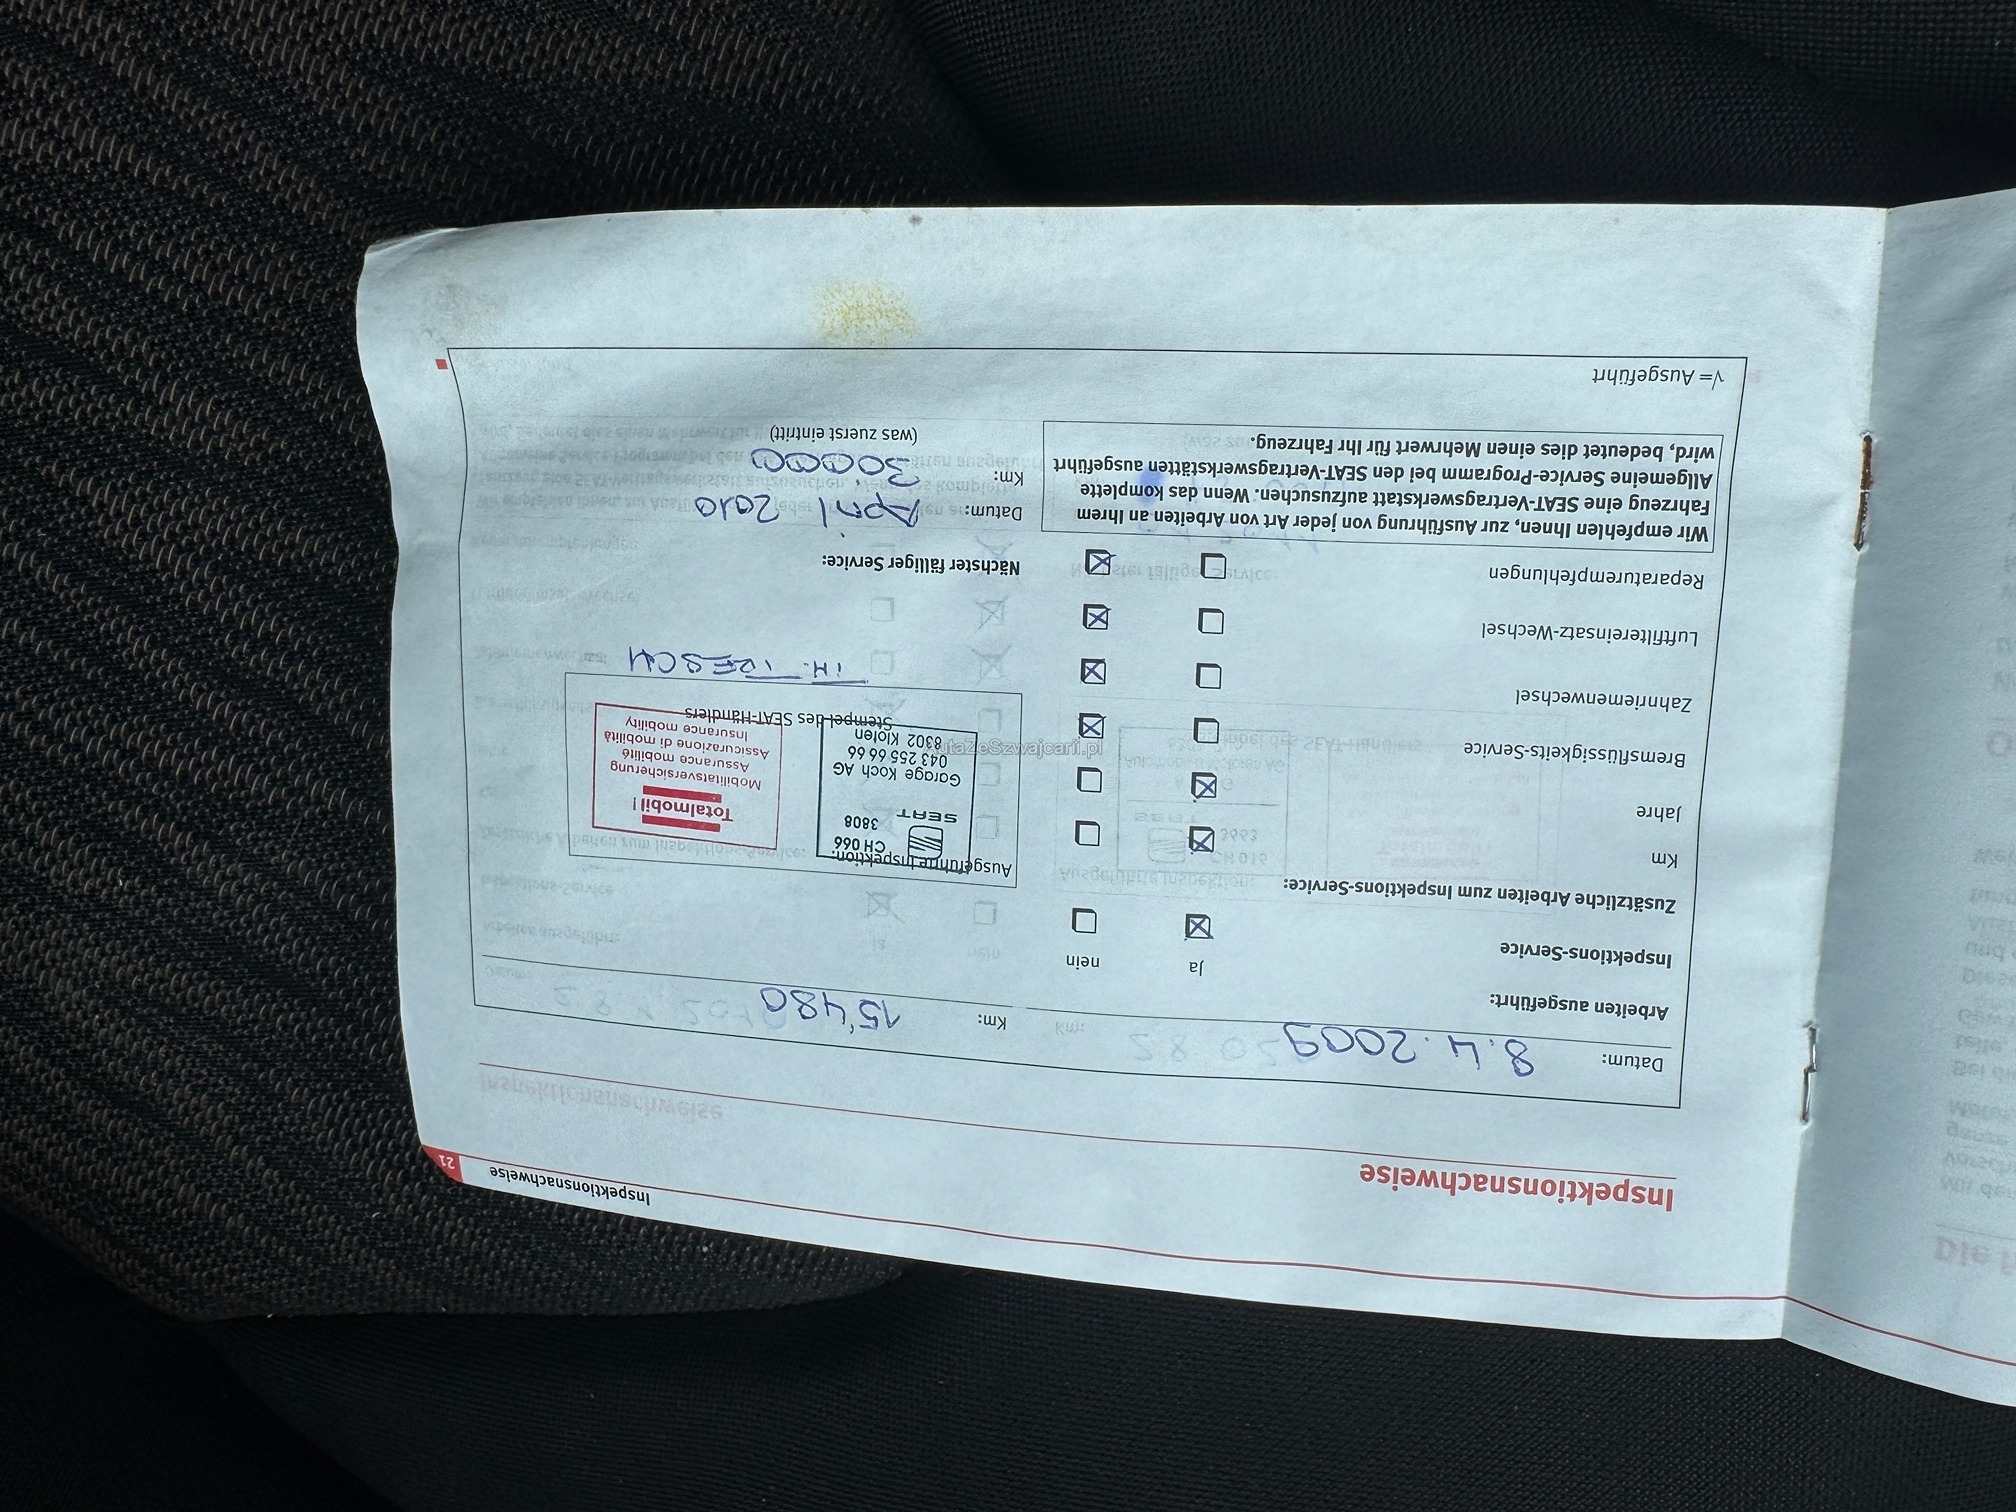 Inspektionsnachweise
21
Inspektionsnachweise
Datum: 8.4.2009
Km: 15'480
Arbeiten ausgeführt:
ja nein
Inspektions-Service
Zusätzliche Arbeiten zum Inspektions-Service:
Km
Jahre
Bremsflüssigkeits-Service
Zahnriemenwechsel
Luftfiltereinsatz-Wechsel
Reparaturempfehlungen
Wir empfehlen Ihnen, zur Ausführung von jeder Art von Arbeiten an Ihrem
Fahrzeug eine SEAT-Vertragswerkstatt aufzusuchen. Wenn das komplette
Allgemeine Service-Programm bei den SEAT-Vertragswerkstätten ausgeführt
wird, bedeutet dies einen Mehrwert für Ihr Fahrzeug.
√= Ausgeführt
Ausgeführte Inspektion:
CH 066
3808
SEAT
Garage Koch AG
043 255 66 66
8302 Kloten
Totalmobil!
Mobilitätsversicherung
Assurance mobilité
Assicurazione di mobilità
Insurance mobility
Stempel des SEAT-Händlers
Nächster fälliger Service:
Datum: April 2010
Km: 30'000
(was zuerst eintritt)
AutaZeSzwajcarii.pl